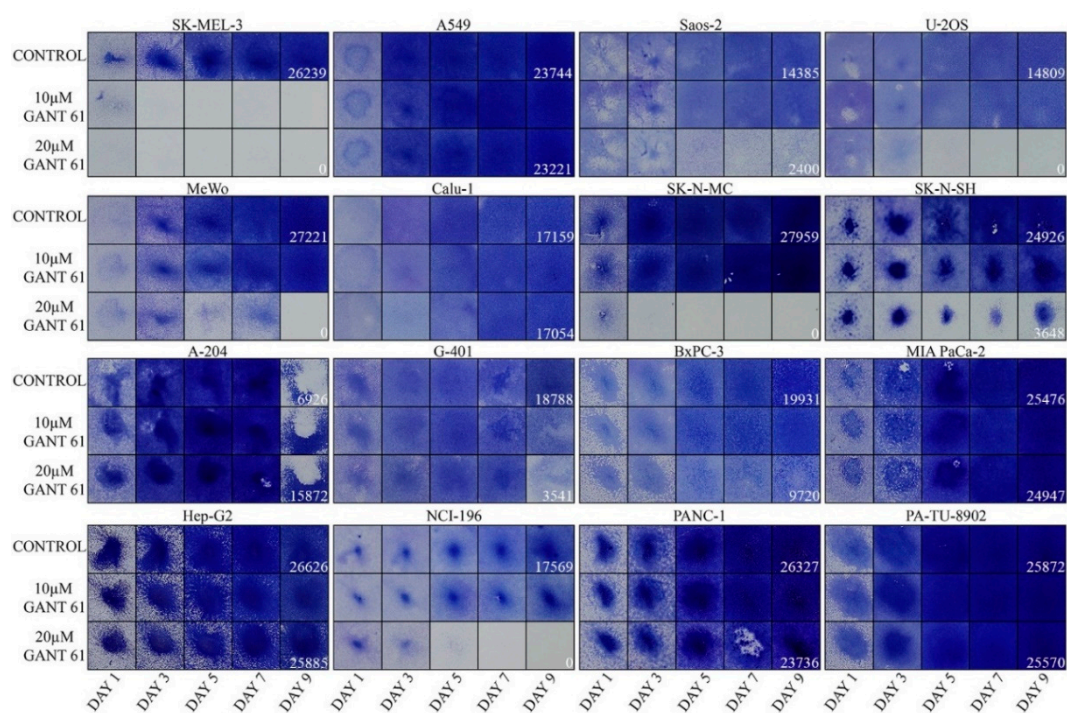 SK-MEL-3 A549 Saos-2 U-2OS
CONTROL 26239 23744 14385 14809
10µM
GANT 61
20µM
GANT 61 0 23221 2400 0
MeWo Calu-1 SK-N-MC SK-N-SH
CONTROL 27221 17159 27959 24926
10µM
GANT 61
20µM
GANT 61 0 17054 0 3648
A-204 G-401 BxPC-3 MIA PaCa-2
CONTROL 6926 18788 19931 25476
10µM
GANT 61
20µM
GANT 61 15872 3541 9720 24947
Hep-G2 NCI-196 PANC-1 PA-TU-8902
CONTROL 26626 17569 26327 25872
10µM
GANT 61
20µM
GANT 61 25885 0 23736 25570
DAY 1 DAY 3 DAY 5 DAY 7 DAY 9 DAY 1 DAY 3 DAY 5 DAY 7 DAY 9 DAY 1 DAY 3 DAY 5 DAY 7 DAY 9 DAY 1 DAY 3 DAY 5 DAY 7 DAY 9